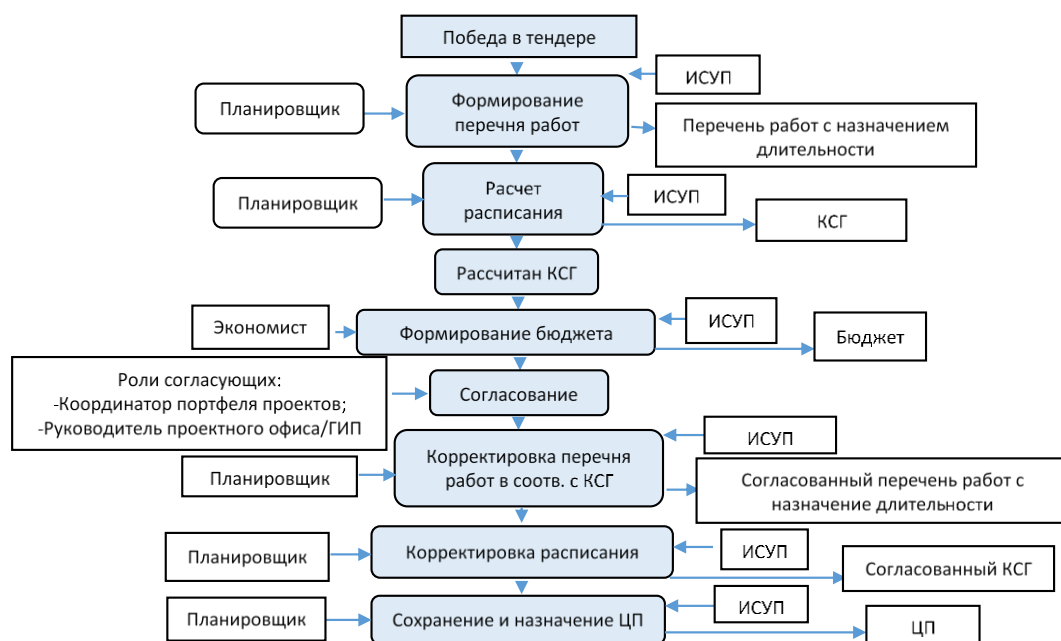 Победа в тендере
ИСУП
Планировщик
Формирование
перечня работ
Перечень работ с назначением
длительности
Планировщик
Расчет
расписания
ИСУП
КСГ
Рассчитан КСГ
Экономист
Формирование бюджета
ИСУП
Бюджет
Роли согласующих:
-Координатор портфеля проектов;
-Руководитель проектного офиса/ГИП
Согласование
ИСУП
Планировщик
Корректировка перечня
работ в соотв. с КСГ
Согласованный перечень работ с
назначение длительности
Планировщик
Корректировка расписания
ИСУП
Согласованный КСГ
Планировщик
Сохранение и назначение ЦП
ИСУП
ЦП